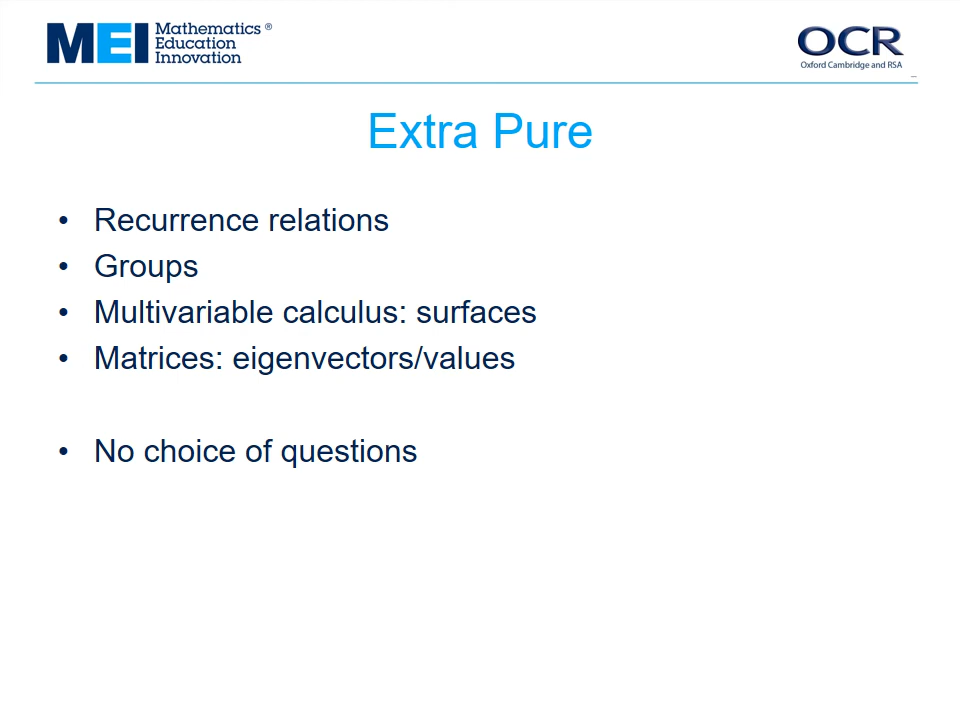 MEI Mathematics ®
Education
Innovation
OCR
Oxford Cambridge and RSA
Extra Pure
• Recurrence relations
• Groups
• Multivariable calculus: surfaces
• Matrices: eigenvectors/values
• No choice of questions